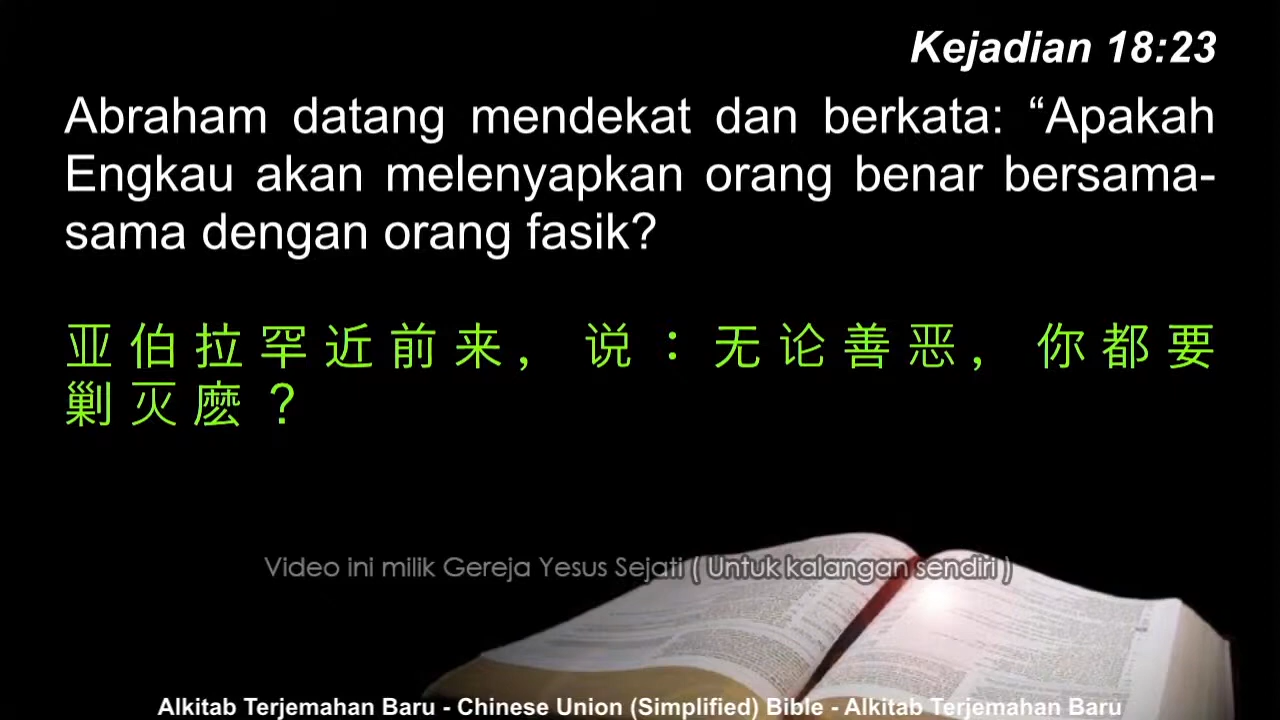 Kejadian 18:23
Abraham datang mendekat dan berkata: “Apakah
Engkau akan melenyapkan orang benar bersama-
sama dengan orang fasik?
亚伯拉罕近前来，说：无论善恶，你都要
剿灭麽？
Video ini milik Gereja Yesus Sejati ( Untuk kalangan sendiri )
Alkitab Terjemahan Baru - Chinese Union (Simplified) Bible - Alkitab Terjemahan Baru